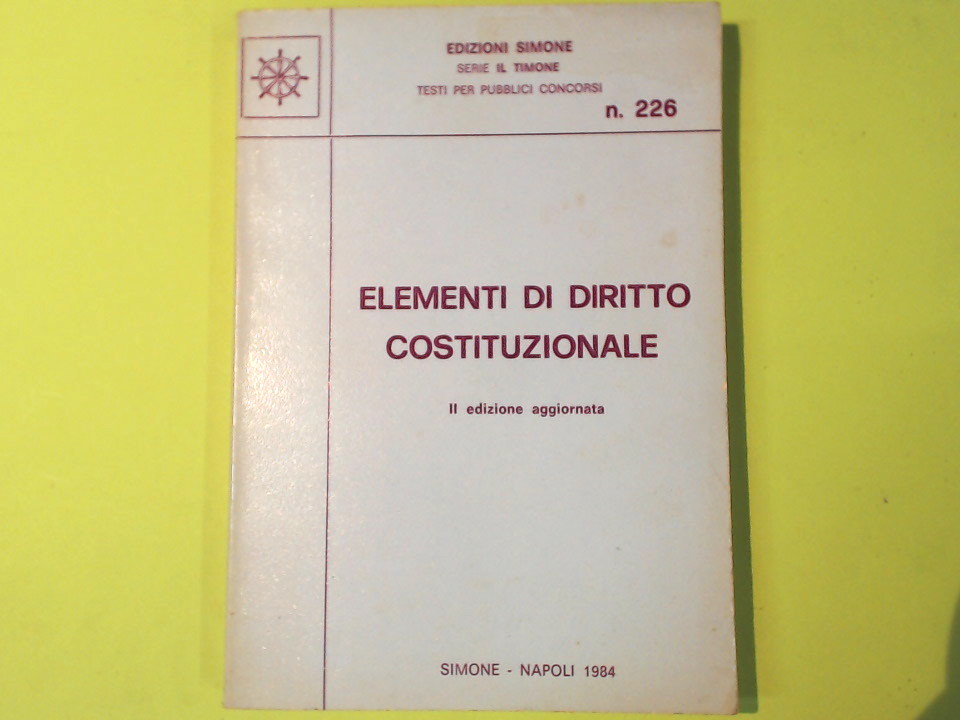 EDIZIONI SIMONE
SERIE IL TIMONE
TESTI PER PUBBLICI CONCORSI
n. 226
ELEMENTI DI DIRITTO
COSTITUZIONALE
II edizione aggiornata
SIMONE - NAPOLI 1984